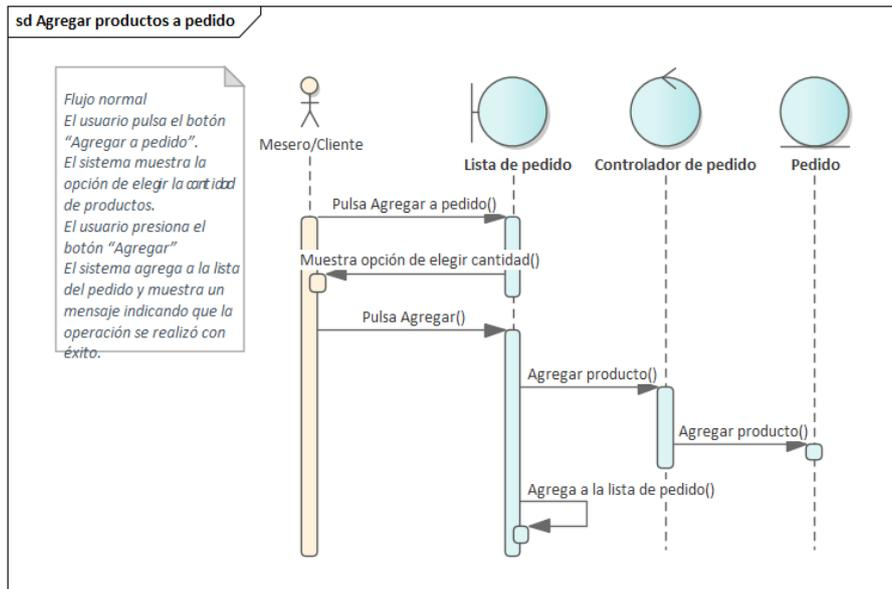 sd Agregar productos a pedido
Flujo normal
El usuario pulsa el botón
“Agregar a pedido”.
El sistema muestra la
opción de elegir la cantidad
de productos.
El usuario presiona el
botón “Agregar”
El sistema agrega a la lista
del pedido y muestra un
mensaje indicando que la
operación se realizó con
éxito.
Mesero/Cliente
Lista de pedido
Controlador de pedido
Pedido
Pulsa Agregar a pedido()
Muestra opción de elegir cantidad()
Pulsa Agregar()
Agregar producto()
Agregar producto()
Agrega a la lista de pedido()